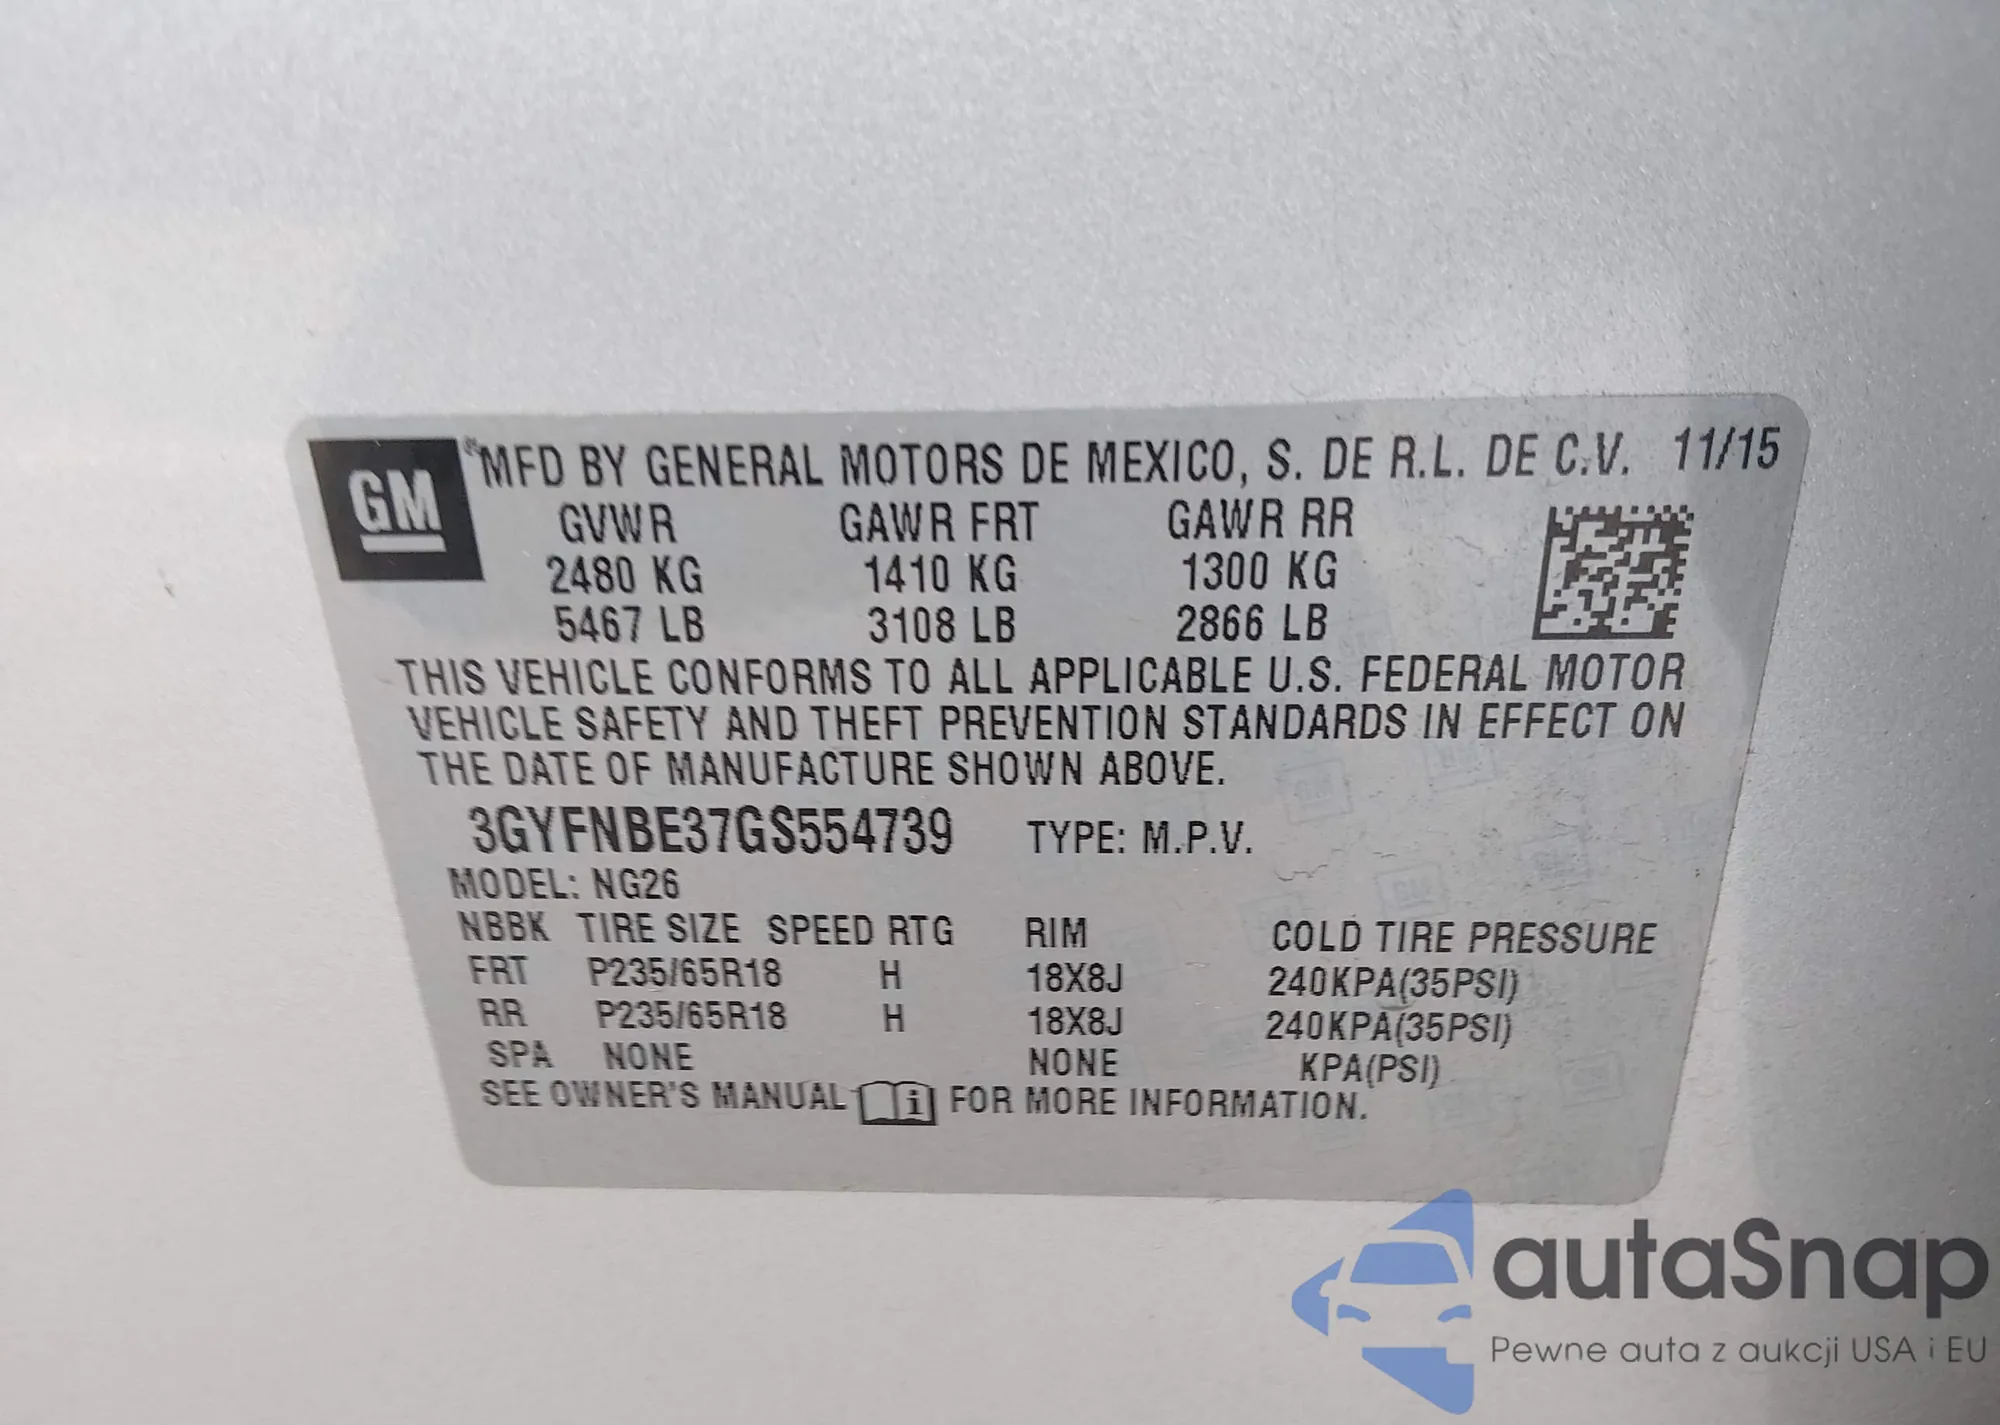 GM
MFD BY GENERAL MOTORS DE MEXICO, S. DE R.L. DE C.V. 11/15
GVWR GAWR FRT GAWR RR
2480 KG 1410 KG 1300 KG
5467 LB 3108 LB 2866 LB
THIS VEHICLE CONFORMS TO ALL APPLICABLE U.S. FEDERAL MOTOR
VEHICLE SAFETY AND THEFT PREVENTION STANDARDS IN EFFECT ON
THE DATE OF MANUFACTURE SHOWN ABOVE.
3GYFNBE37GS554739 TYPE: M.P.V.
MODEL: NG26
NBBK TIRE SIZE SPEED RTG RIM COLD TIRE PRESSURE
FRT P235/65R18 H 18X8J 240KPA(35PSI)
RR P235/65R18 H 18X8J 240KPA(35PSI)
SPA NONE NONE KPA(PSI)
SEE OWNER'S MANUAL i FOR MORE INFORMATION.
autaSnap
Pewne auta z aukcji USA i EU